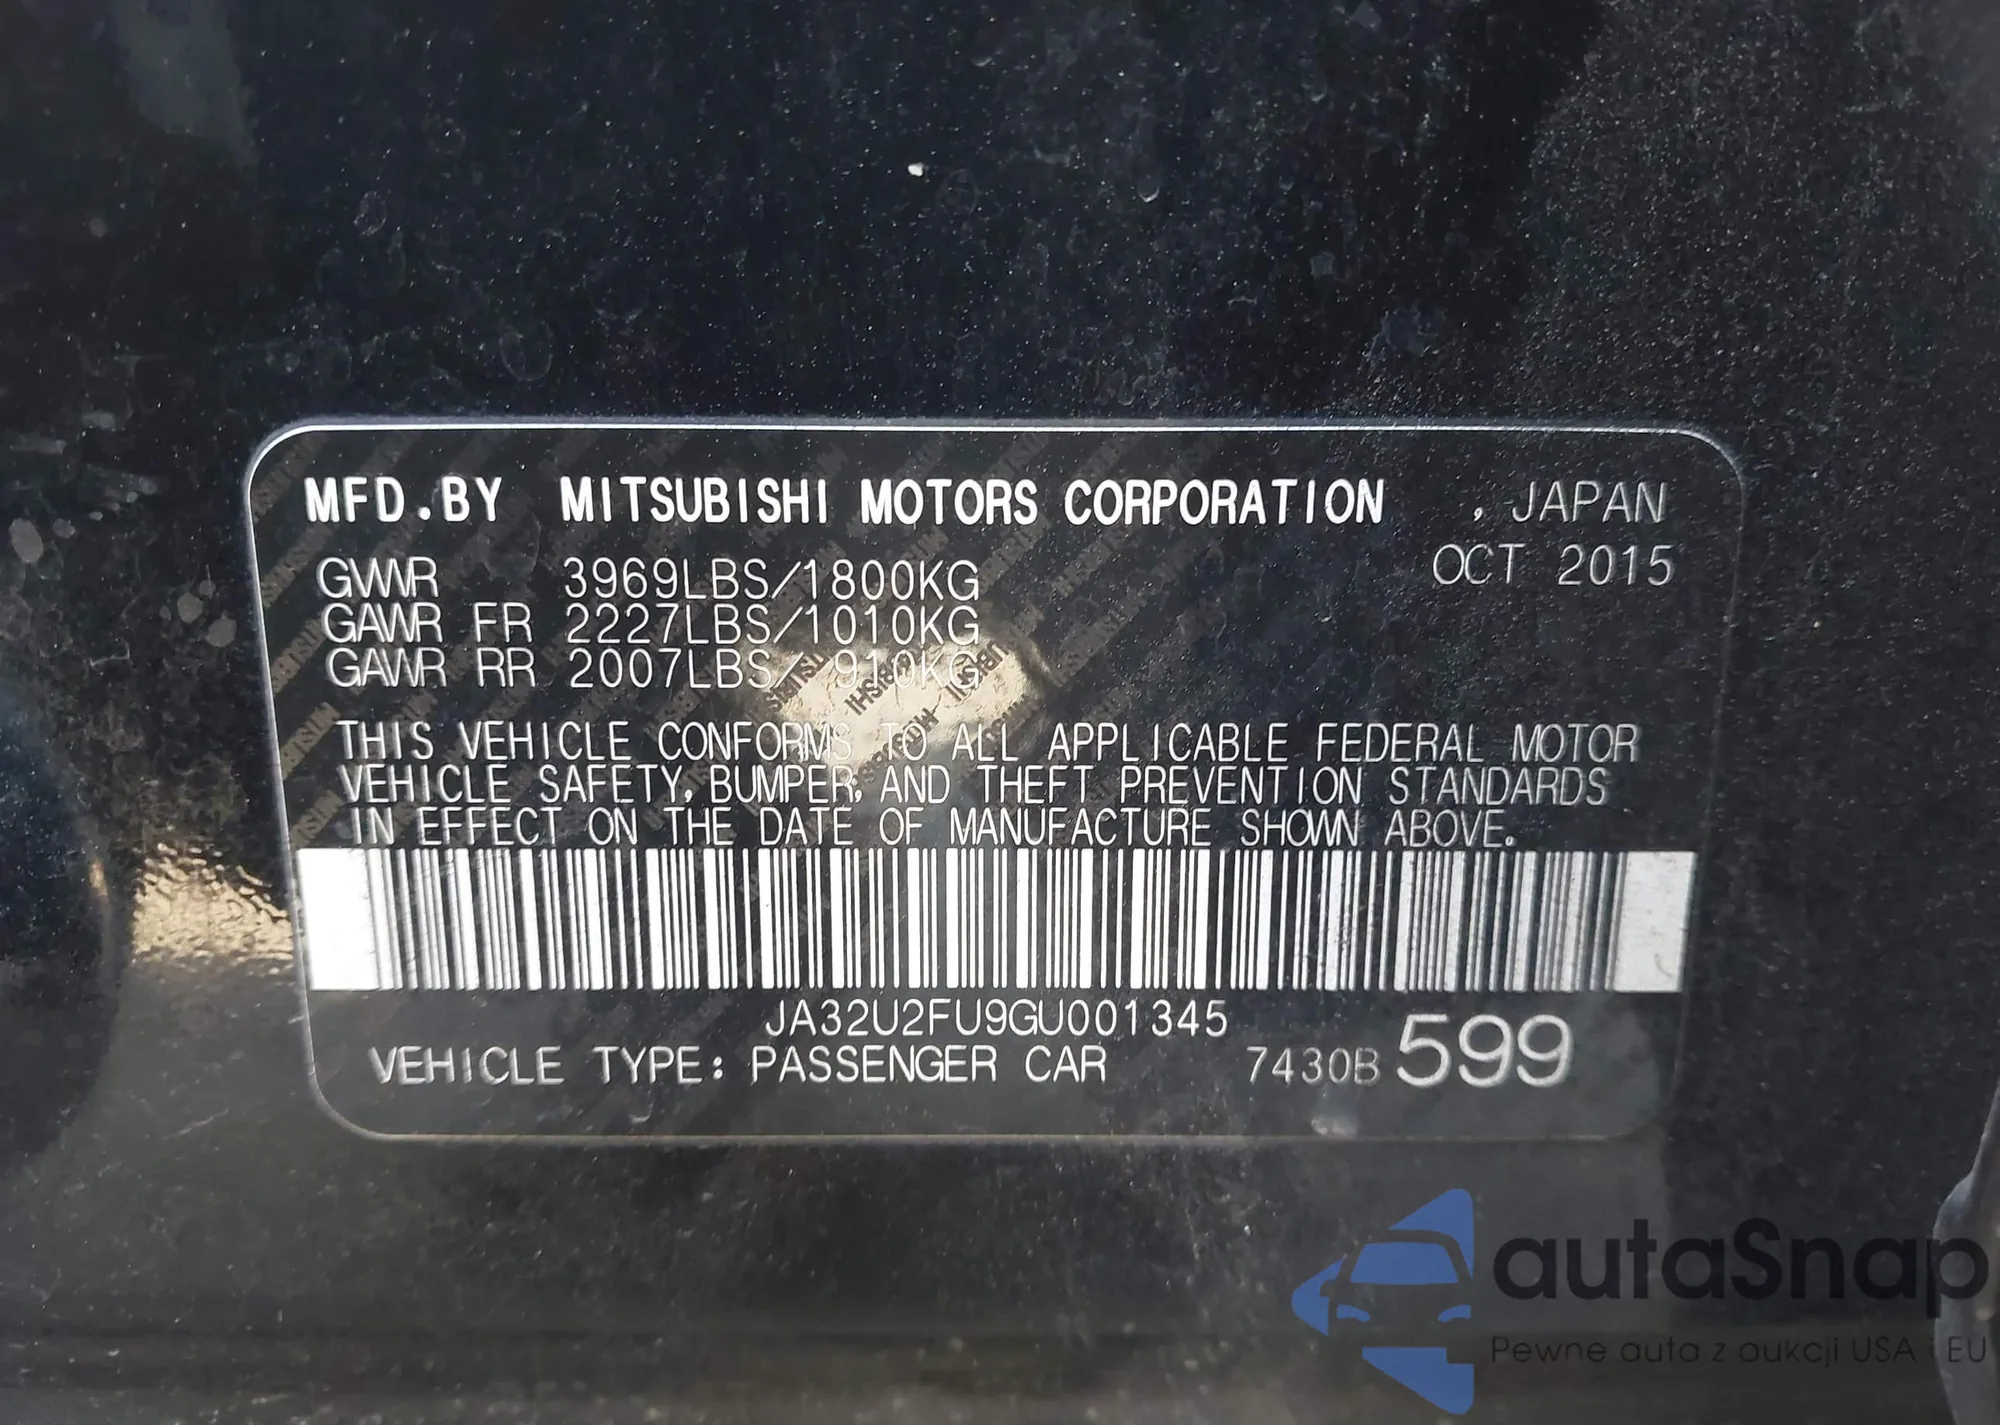 MFD.BY MITSUBISHI MOTORS CORPORATION , JAPAN
OCT 2015
GVWR 3969LBS/1800KG
GAWR FR 2227LBS/1010KG
GAWR RR 2007LBS/ 910KG
THIS VEHICLE CONFORMS TO ALL APPLICABLE FEDERAL MOTOR
VEHICLE SAFETY, BUMPER, AND THEFT PREVENTION STANDARDS
IN EFFECT ON THE DATE OF MANUFACTURE SHOWN ABOVE.
JA32U2FU9GU001345
VEHICLE TYPE: PASSENGER CAR 7430B 599
autaSnap
Pewne auta z aukcji USA i EU